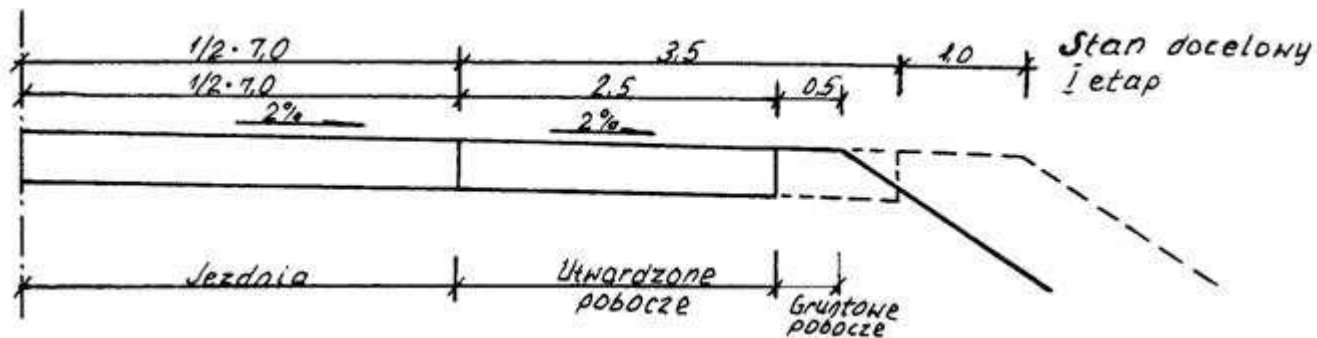 1/2·7,0 3,5 1,0 Stan docelowy
1/2·7,0 2,5 0,5 I etap
2% 2%
Jezdnia Utwardzone pobocze Gruntowe pobocze